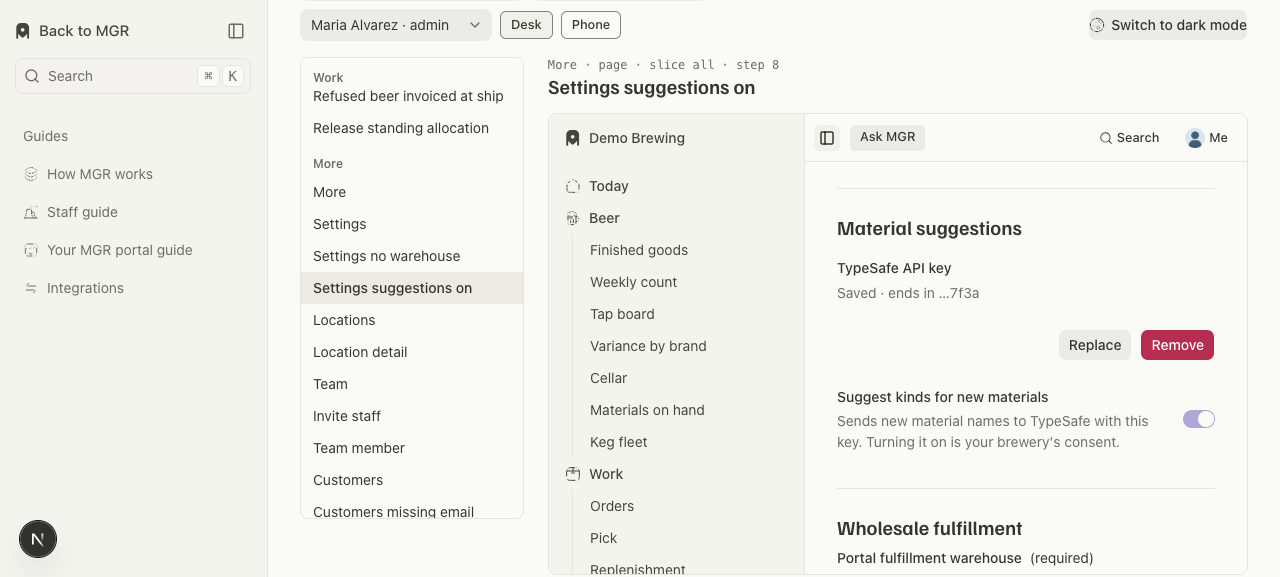 Back to MGR
Search
⌘ K
Guides
How MGR works
Staff guide
Your MGR portal guide
Integrations
N
Maria Alvarez · admin
Desk
Phone
Switch to dark mode
Work
Refused beer invoiced at ship
Release standing allocation
More
More
Settings
Settings no warehouse
Settings suggestions on
Locations
Location detail
Team
Invite staff
Team member
Customers
Customers missing email
More · page · slice all · step 8
Settings suggestions on
Demo Brewing
Today
Beer
Finished goods
Weekly count
Tap board
Variance by brand
Cellar
Materials on hand
Keg fleet
Work
Orders
Pick
Replenishment
Ask MGR
Search
Me
Material suggestions
TypeSafe API key
Saved · ends in …7f3a
Replace
Remove
Suggest kinds for new materials
Sends new material names to TypeSafe with this
key. Turning it on is your brewery's consent.
Wholesale fulfillment
Portal fulfillment warehouse (required)